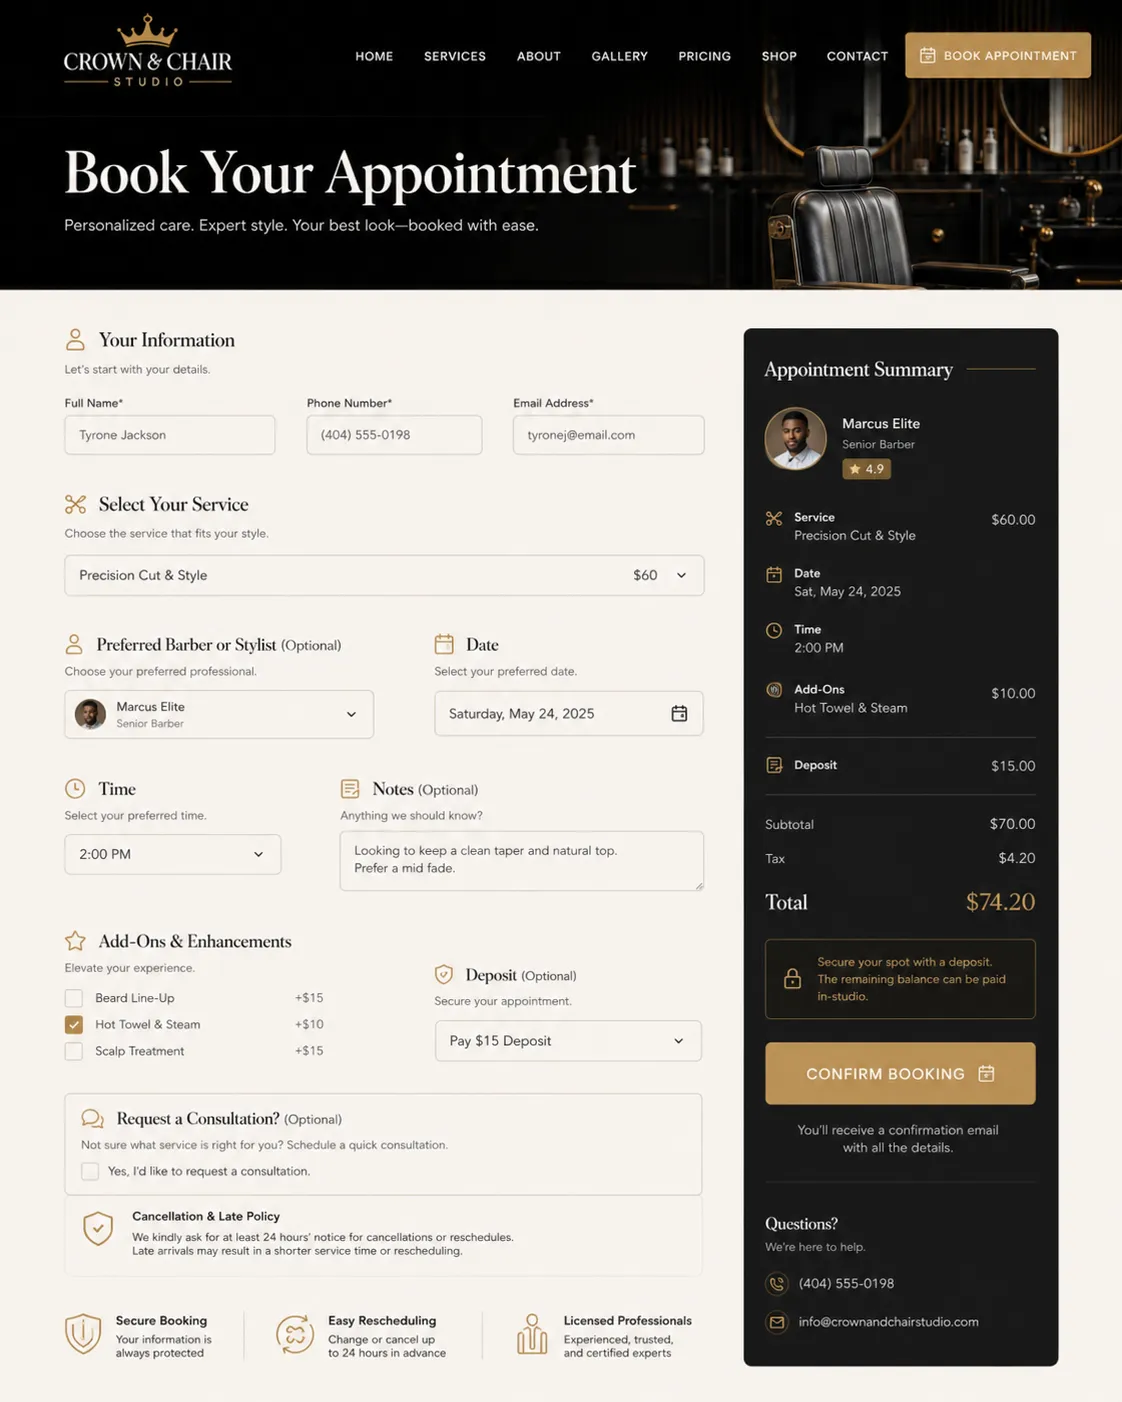 CROWN & CHAIR
STUDIO
HOME
SERVICES
ABOUT
GALLERY
PRICING
SHOP
CONTACT
BOOK APPOINTMENT
Book Your Appointment
Personalized care. Expert style. Your best look—booked with ease.
Your Information
Let's start with your details.
Full Name*
Phone Number*
Email Address*
Tyrone Jackson
(404) 555-0198
tyronej@email.com
Select Your Service
Choose the service that fits your style.
Precision Cut & Style
$60
Preferred Barber or Stylist (Optional)
Choose your preferred professional.
Marcus Elite
Senior Barber
Date
Select your preferred date.
Saturday, May 24, 2025
Time
Select your preferred time.
2:00 PM
Notes (Optional)
Anything we should know?
Looking to keep a clean taper and natural top.
Prefer a mid fade.
Add-Ons & Enhancements
Elevate your experience.
Beard Line-Up +$15
Hot Towel & Steam +$10
Scalp Treatment +$15
Deposit (Optional)
Secure your appointment.
Pay $15 Deposit
Request a Consultation? (Optional)
Not sure what service is right for you? Schedule a quick consultation.
Yes, I'd like to request a consultation.
Cancellation & Late Policy
We kindly ask for at least 24 hours' notice for cancellations or reschedules.
Late arrivals may result in a shorter service time or rescheduling.
Secure Booking
Your information is
always protected
Easy Rescheduling
Change or cancel up
to 24 hours in advance
Licensed Professionals
Experienced, trusted,
and certified experts
Appointment Summary
Marcus Elite
Senior Barber
4.9
Service
Precision Cut & Style
$60.00
Date
Sat, May 24, 2025
Time
2:00 PM
Add-Ons
Hot Towel & Steam
$10.00
Deposit
$15.00
Subtotal
$70.00
Tax
$4.20
Total
$74.20
Secure your spot with a deposit.
The remaining balance can be paid
in-studio.
CONFIRM BOOKING
You'll receive a confirmation email
with all the details.
Questions?
We're here to help.
(404) 555-0198
info@crownandchairstudio.com